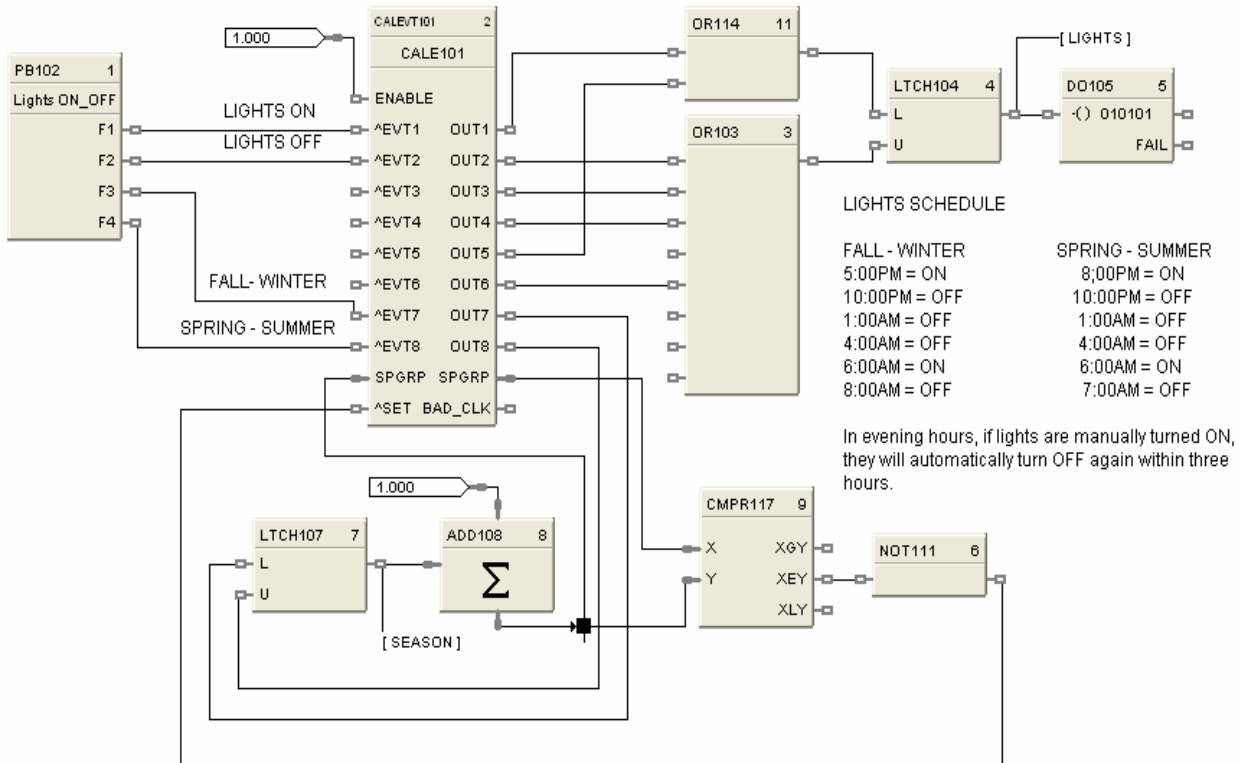 PB102 1
Lights ON_OFF
F1
F2
F3
F4
1.000
LIGHTS ON
LIGHTS OFF
FALL- WINTER
SPRING - SUMMER
CALEVT101 2
CALE101
ENABLE
^EVT1 OUT1
^EVT2 OUT2
^EVT3 OUT3
^EVT4 OUT4
^EVT5 OUT5
^EVT6 OUT6
^EVT7 OUT7
^EVT8 OUT8
SPGRP SPGRP
^SET BAD_CLK
OR114 11
OR103 3
LTCH104 4
L
U
[ LIGHTS ]
DO105 5
-() 010101
FAIL
LIGHTS SCHEDULE
FALL - WINTER
5:00PM = ON
10:00PM = OFF
1:00AM = OFF
4:00AM = OFF
6:00AM = ON
8:00AM = OFF
SPRING - SUMMER
8;00PM = ON
10:00PM = OFF
1:00AM = OFF
4:00AM = OFF
6:00AM = ON
7:00AM = OFF
In evening hours, if lights are manually turned ON,
they will automatically turn OFF again within three
hours.
1.000
LTCH107 7
L
U
[ SEASON ]
ADD108 8
Σ
CMPR117 9
X XGY
Y XEY
XLY
NOT111 6